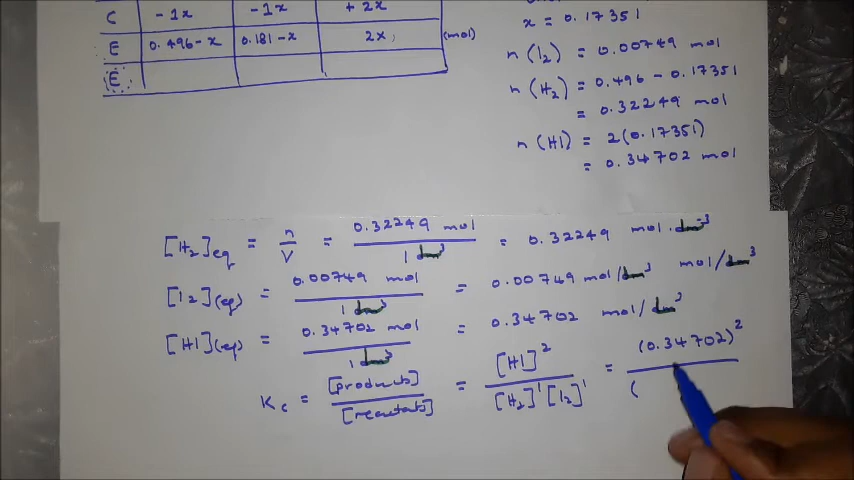 C -1x -1x +2x
E 0.496-x 0.181-x 2x (mol)
E
x = 0.17351
n (I2) = 0.00749 mol
n (H2) = 0.496 - 0.17351
= 0.32249 mol
n (HI) = 2(0.17351)
= 0.34702 mol
[H2]eq = n/V = 0.32249 mol / 1 dm³ = 0.32249 mol.dm⁻³
[I2](eq) = 0.00749 mol / 1 dm³ = 0.00749 mol/dm³ mol/dm³
[HI](eq) = 0.34702 mol / 1 dm³ = 0.34702 mol/dm³
Kc = [products] / [reactants] = [HI]² / [H2]¹ [I2]¹ = (0.34702)² / (